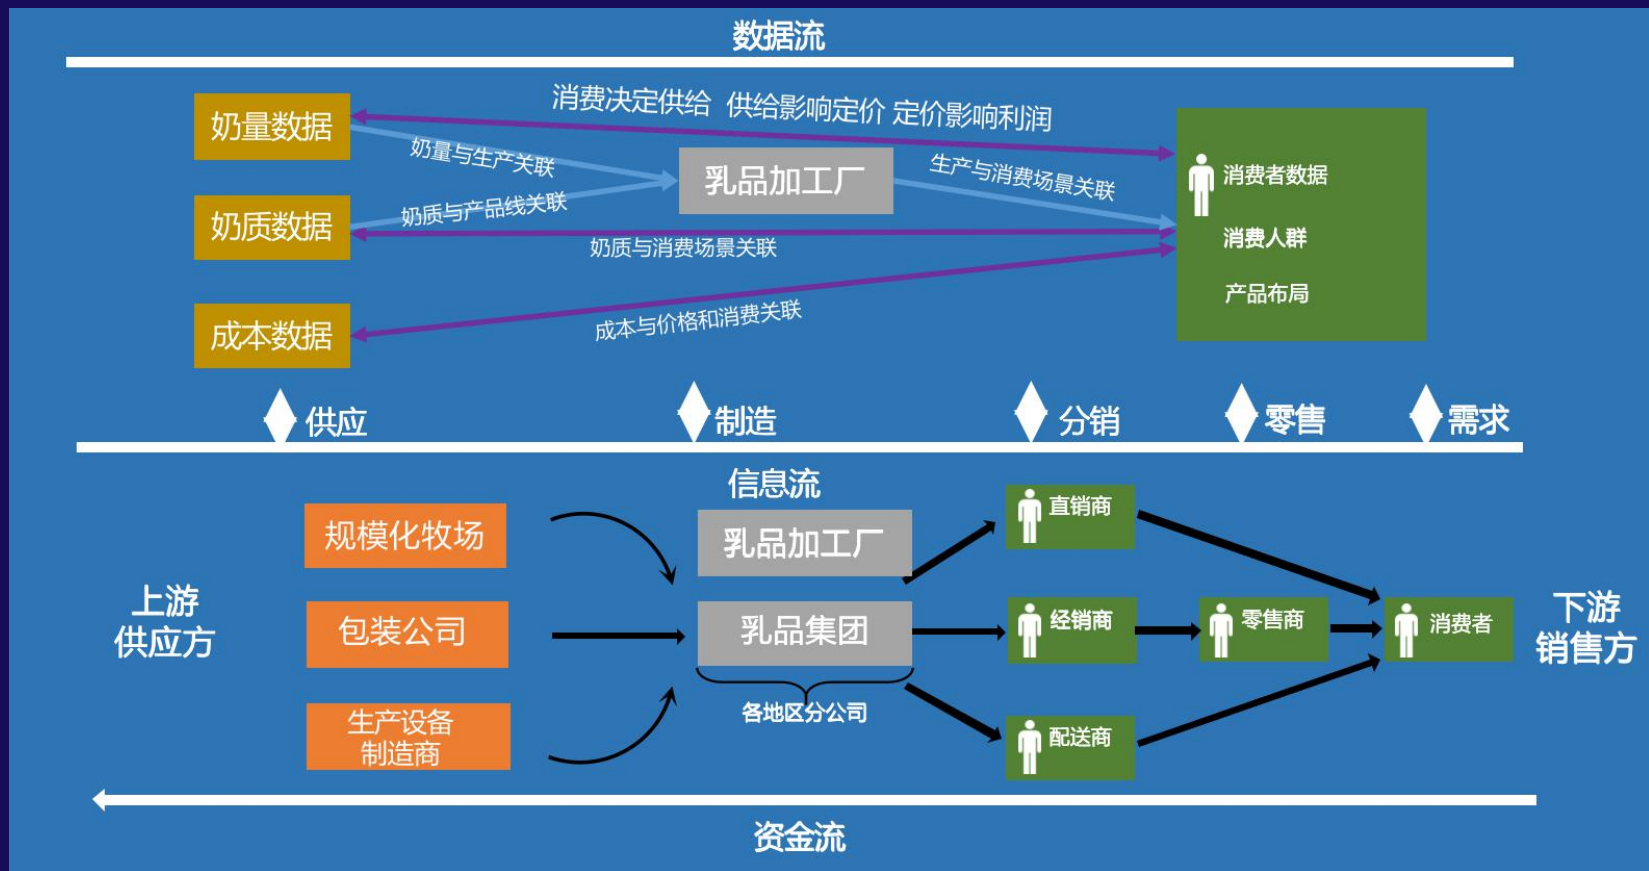 数据流
消费决定供给 供给影响定价 定价影响利润
奶量数据
奶量与生产关联
乳品加工厂
生产与消费场景关联
消费者数据
奶质数据
奶质与产品线关联
奶质与消费场景关联
消费人群
产品布局
成本数据
成本与价格和消费关联
供应
制造
分销
零售
需求
信息流
规模化牧场
乳品加工厂
直销商
上游
供应方
包装公司
乳品集团
经销商
零售商
消费者
下游
销售方
生产设备
制造商
各地区分公司
配送商
资金流